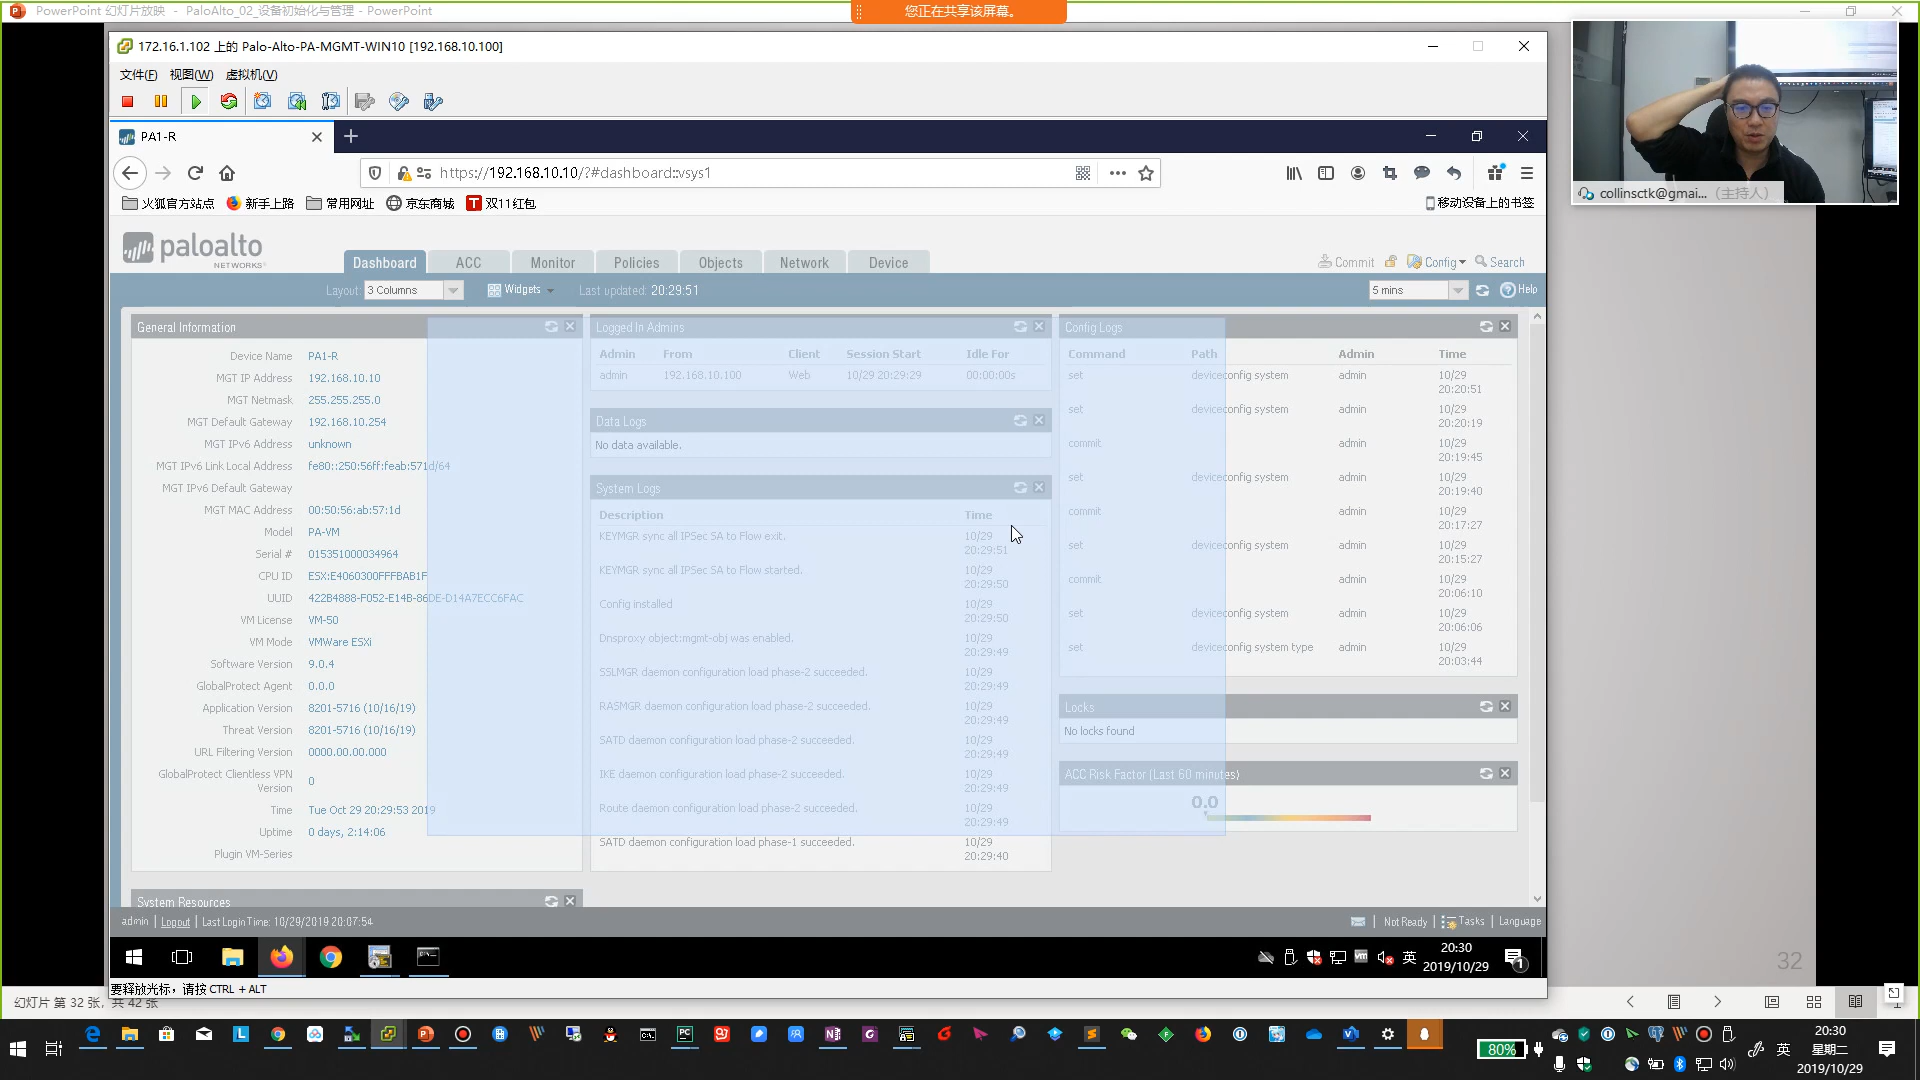 PowerPoint 幻灯片放映 - PaloAlto_02_设备初始化与管理 - PowerPoint
您正在共享该屏幕。
172.16.1.102 上的 Palo-Alto-PA-MGMT-WIN10 [192.168.10.100]
文件(F) 视图(W) 虚拟机(V)
PA1-R
https://192.168.10.10/?#dashboard::vsys1
火狐官方站点 新手上路 常用网址 京东商城 双11红包 移动设备上的书签
collinsctk@gmai... (主持人)
paloalto NETWORKS
Dashboard ACC Monitor Policies Objects Network Device
Commit Config Search
Layout: 3 Columns Widgets Last updated: 20:29:51 5 mins Help
General Information
Device Name PA1-R
MGT IP Address 192.168.10.10
MGT Netmask 255.255.255.0
MGT Default Gateway 192.168.10.254
MGT IPv6 Address unknown
MGT IPv6 Link Local Address fe80::250:56ff:feab:571d/64
MGT IPv6 Default Gateway
MGT MAC Address 00:50:56:ab:57:1d
Model PA-VM
Serial # 015351000034964
CPU ID ESX:E4060300FFFBAB1F
UUID 422B4888-F052-E14B-86DE-D14A7ECC6FAC
VM License VM-50
VM Mode VMWare ESXi
Software Version 9.0.4
GlobalProtect Agent 0.0.0
Application Version 8201-5716 (10/16/19)
Threat Version 8201-5716 (10/16/19)
URL Filtering Version 0000.00.00.000
GlobalProtect Clientless VPN Version 0
Time Tue Oct 29 20:29:53 2019
Uptime 0 days, 2:14:06
Plugin VM-Series
System Resources
Logged In Admins
Admin From Client Session Start Idle For
admin 192.168.10.100 Web 10/29 20:29:29 00:00:00s
Data Logs
No data available.
System Logs
Description Time
KEYMGR sync all IPSec SA to Flow exit. 10/29 20:29:51
KEYMGR sync all IPSec SA to Flow started. 10/29 20:29:50
Config installed 10/29 20:29:50
Dnsproxy object:mgmt-obj was enabled. 10/29 20:29:49
SSLMGR daemon configuration load phase-2 succeeded. 10/29 20:29:49
RASMGR daemon configuration load phase-2 succeeded. 10/29 20:29:49
SATD daemon configuration load phase-2 succeeded. 10/29 20:29:49
IKE daemon configuration load phase-2 succeeded. 10/29 20:29:49
Route daemon configuration load phase-2 succeeded. 10/29 20:29:49
SATD daemon configuration load phase-1 succeeded. 10/29 20:29:40
Config Logs
Command Path Admin Time
set deviceconfig system admin 10/29 20:20:51
set deviceconfig system admin 10/29 20:20:19
commit admin 10/29 20:19:45
set deviceconfig system admin 10/29 20:19:40
commit admin 10/29 20:17:27
set deviceconfig system admin 10/29 20:15:27
commit admin 10/29 20:06:10
set deviceconfig system admin 10/29 20:06:06
set deviceconfig system type admin 10/29 20:03:44
Locks
No locks found
ACC Risk Factor (Last 60 minutes)
0.0
admin | Logout | Last Login Time: 10/29/2019 20:07:54 | Not Ready | Tasks | Language
英 20:30
2019/10/29
1
要释放光标，请按 CTRL + ALT
32
幻灯片 第 32 张，共 42 张
80% 英 20:30
星期二
2019/10/29